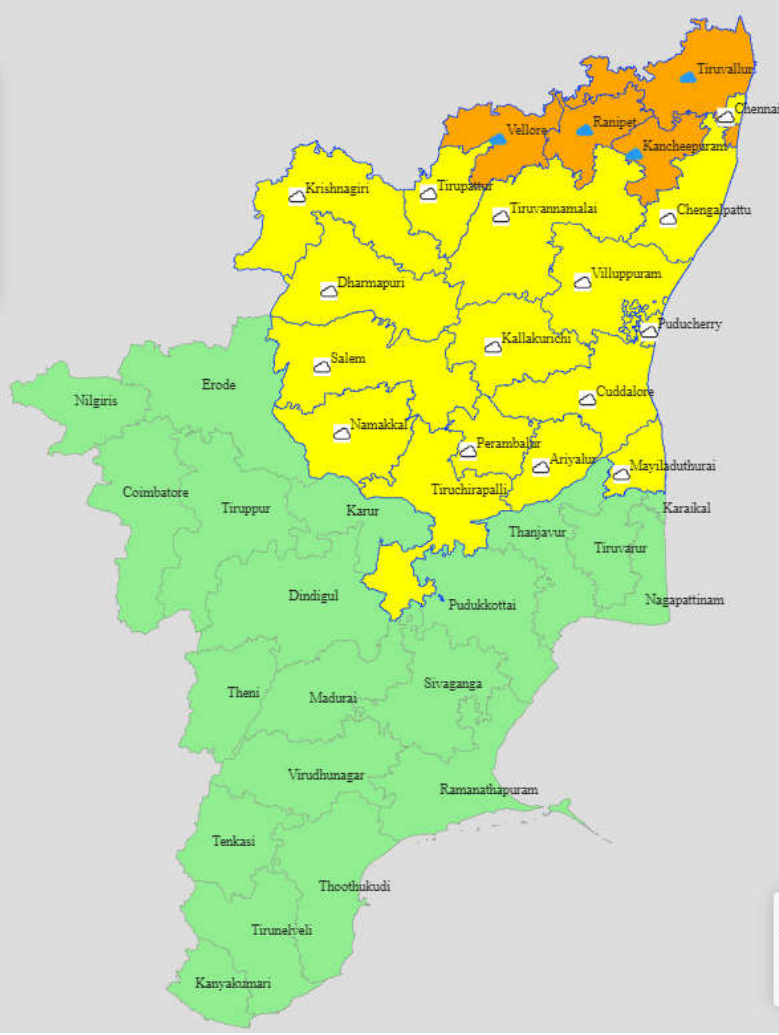 Tiruvallur
Chennai
Vellore
Ranipet
Kancheepuram
Krishnagiri
Tirupattur
Tiruvannamalai
Chengalpattu
Dharmapuri
Villuppuram
Puducherry
Kallakurichi
Salem
Erode
Nilgiris
Cuddalore
Namakkal
Perambalur
Ariyalur
Mayiladuthurai
Coimbatore
Tiruppur
Karur
Tiruchirapalli
Karaikal
Thanjavur
Tiruvarur
Dindigul
Pudukkottai
Nagapattinam
Theni
Madurai
Sivaganga
Virudhunagar
Ramanathapuram
Tenkasi
Thoothukudi
Tirunelveli
Kanyakumari